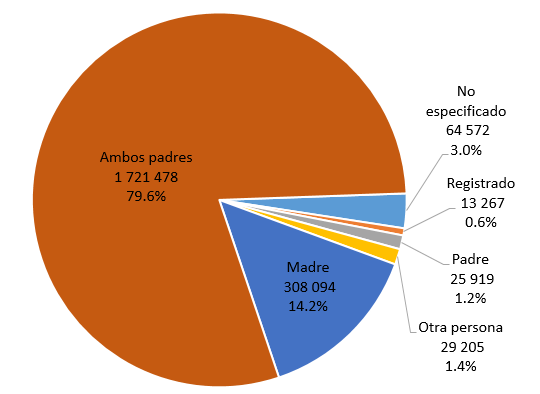 Ambos padres
1 721 478
79.6%
No
especificado
64 572
3.0%
Registrado
13 267
0.6%
Padre
25 919
1.2%
Otra persona
29 205
1.4%
Madre
308 094
14.2%